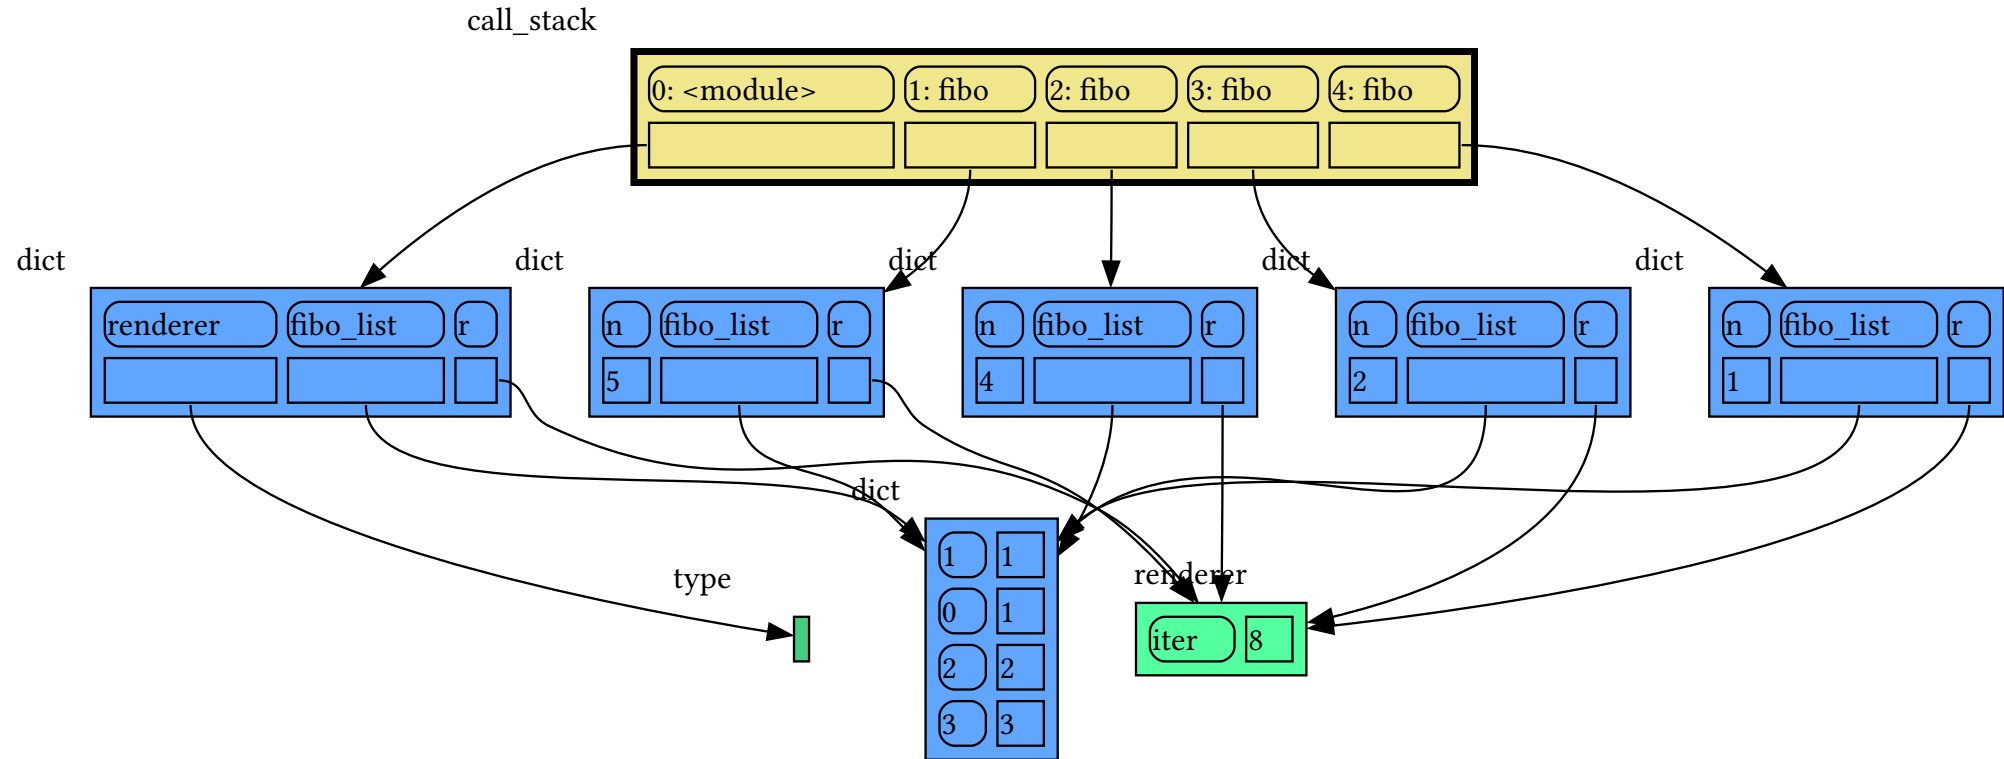 call_stack
0: <module> 1: fibo 2: fibo 3: fibo 4: fibo
dict dict dict dict dict
renderer fibo_list r n fibo_list r n fibo_list r n fibo_list r n fibo_list r
5 4 2 1
dict
1 1
type renderer
0 1
iter 8
2 2
3 3